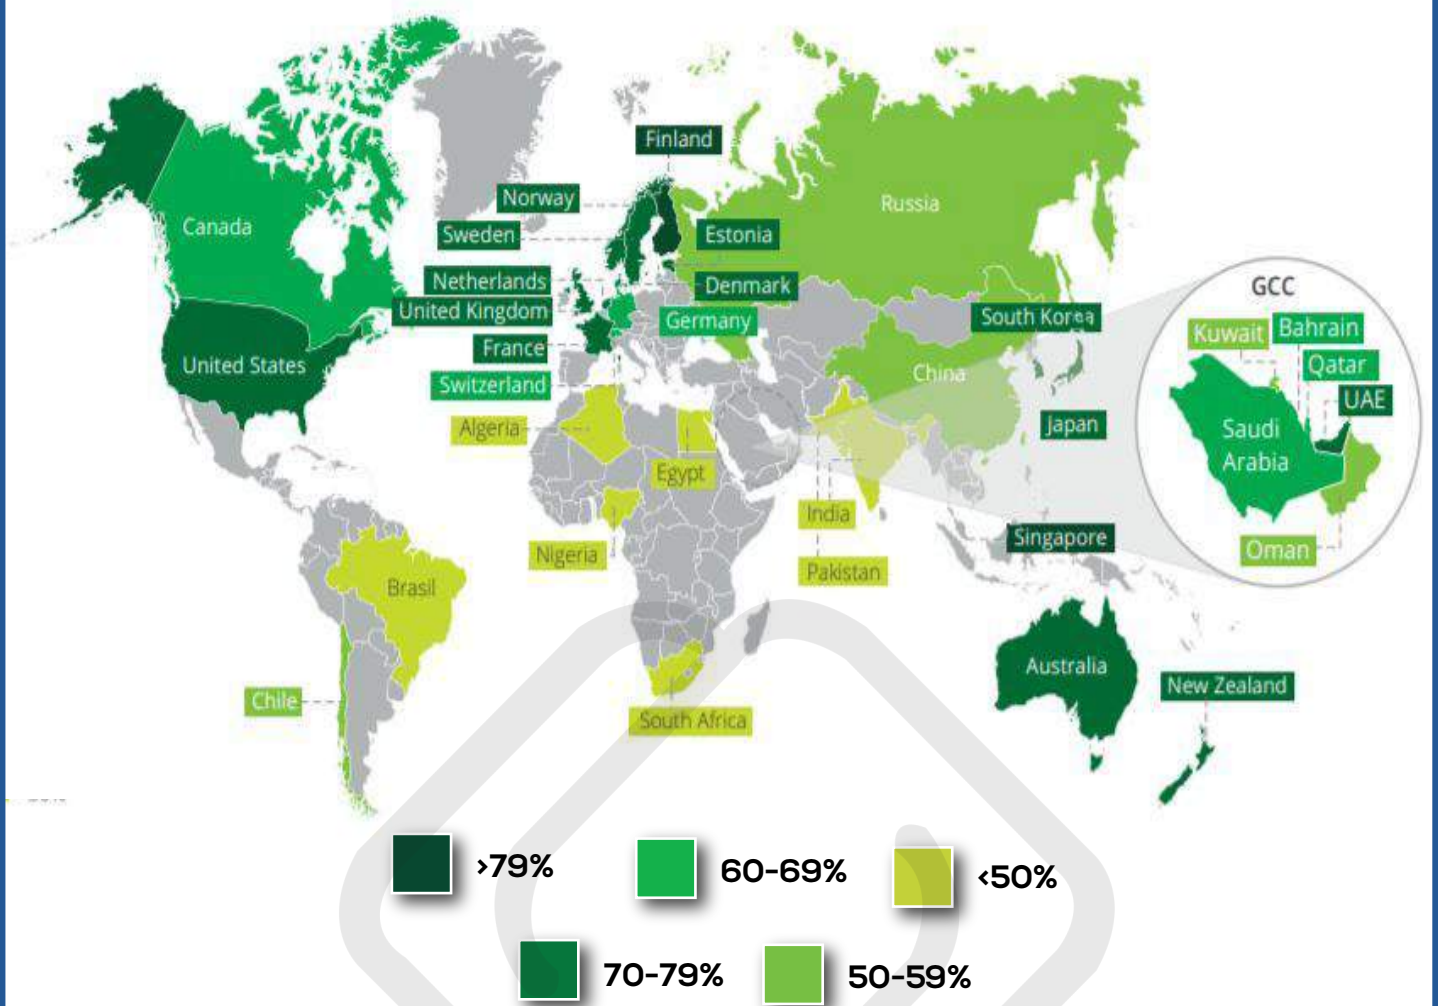 Finland
Norway
Canada
Russia
Sweden
Estonia
Netherlands
Denmark
GCC
United Kingdom
South Korea
Germany
Kuwait
Bahrain
France
United States
Qatar
China
Switzerland
UAE
Algeria
Japan
Saudi
Arabia
Egypt
India
Singapore
Nigeria
Oman
Pakistan
Brasil
Australia
New Zealand
Chile
South Africa
>79%
60-69%
<50%
70-79%
50-59%